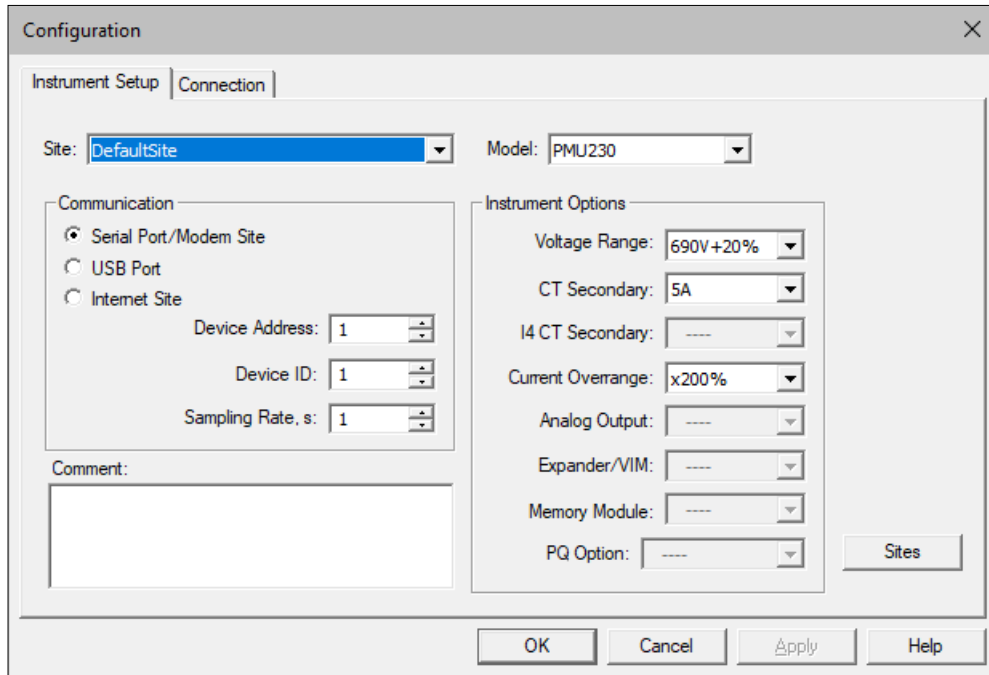 Configuration
Instrument Setup
Connection
Site: DefaultSite
Model: PMU230
Communication
Serial Port/Modem Site
USB Port
Internet Site
Device Address: 1
Device ID: 1
Sampling Rate, s: 1
Comment:
Instrument Options
Voltage Range: 690V+20%
CT Secondary: 5A
I4 CT Secondary: ----
Current Overrange: x200%
Analog Output: ----
Expander/VIM: ----
Memory Module: ----
PQ Option: ----
Sites
OK
Cancel
Apply
Help